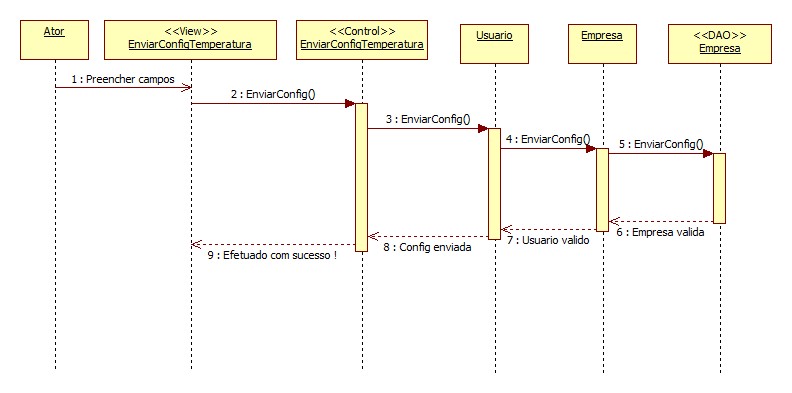 Ator
<<View>>
EnviarConfigTemperatura
<<Control>>
EnviarConfigTemperatura
Usuario
Empresa
<<DAO>>
Empresa
1 : Preencher campos
2 : EnviarConfig()
3 : EnviarConfig()
4 : EnviarConfig()
5 : EnviarConfig()
6 : Empresa valida
7 : Usuario valido
8 : Config enviada
9 : Efetuado com sucesso !